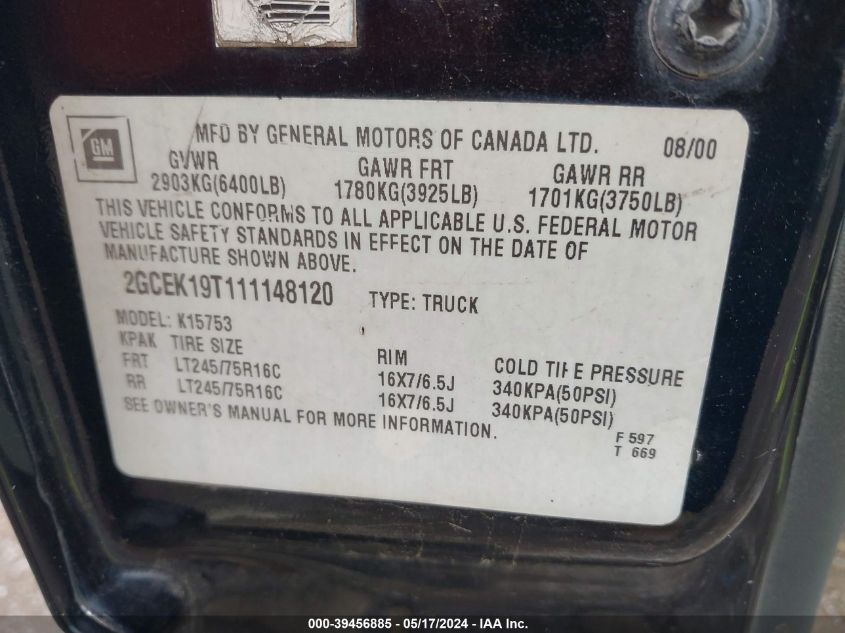 GM
MFD BY GENERAL MOTORS OF CANADA LTD. 08/00
GVWR GAWR FRT GAWR RR
2903KG(6400LB) 1780KG(3925LB) 1701KG(3750LB)
THIS VEHICLE CONFORMS TO ALL APPLICABLE U.S. FEDERAL MOTOR
VEHICLE SAFETY STANDARDS IN EFFECT ON THE DATE OF
MANUFACTURE SHOWN ABOVE.
2GCEK19T111148120 TYPE: TRUCK
MODEL: K15753
KPAK TIRE SIZE RIM COLD TIRE PRESSURE
FRT LT245/75R16C 16X7/6.5J 340KPA(50PSI)
RR LT245/75R16C 16X7/6.5J 340KPA(50PSI)
SEE OWNER'S MANUAL FOR MORE INFORMATION.
F 597
T 669
000-39456885 - 05/17/2024 - IAA Inc.